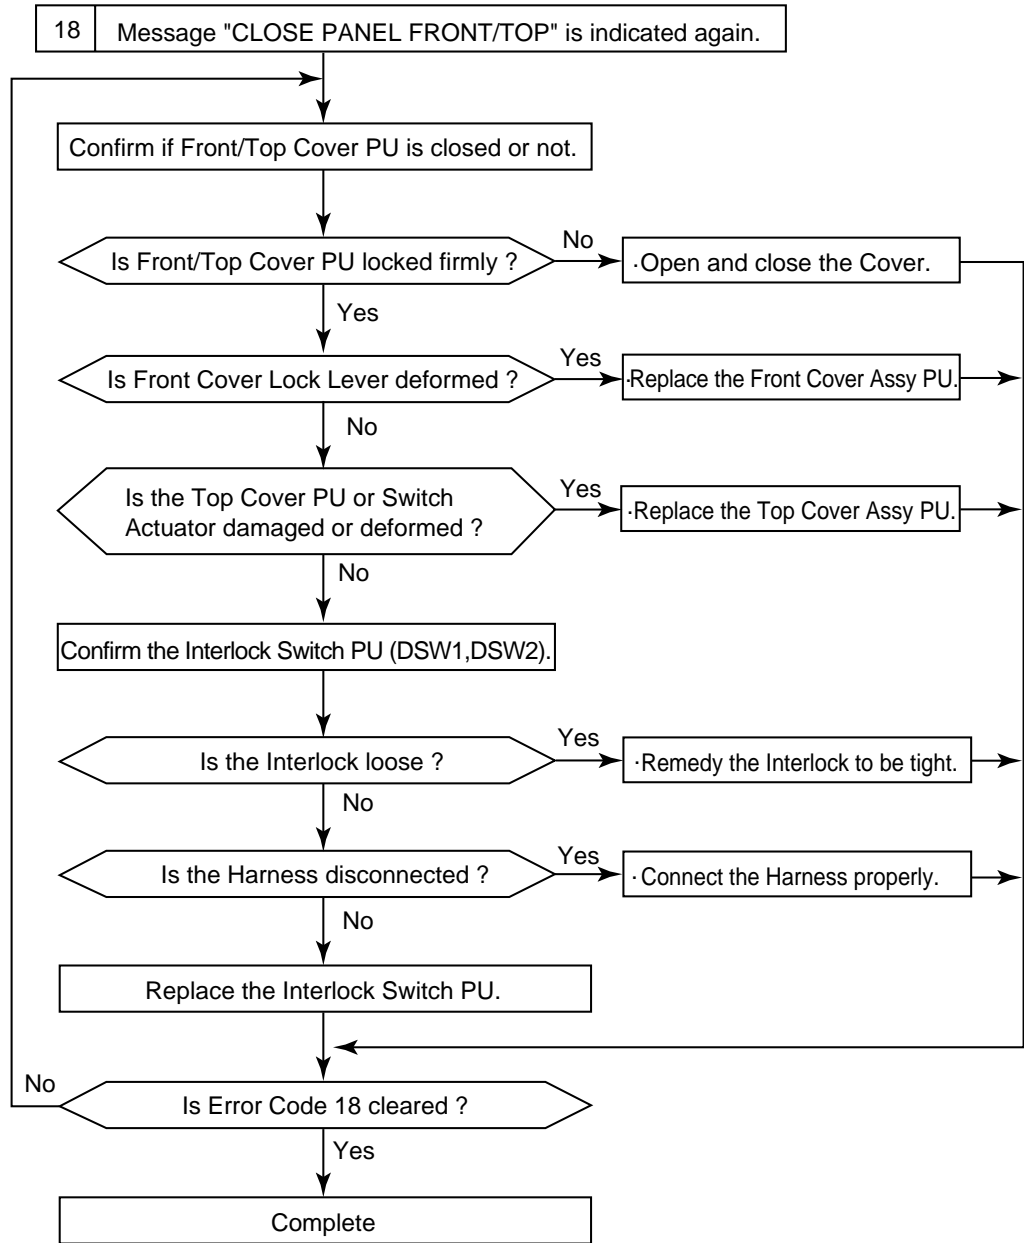 18 Message "CLOSE PANEL FRONT/TOP" is indicated again.
Confirm if Front/Top Cover PU is closed or not.
Is Front/Top Cover PU locked firmly ?
No
·Open and close the Cover.
Yes
Is Front Cover Lock Lever deformed ?
Yes
·Replace the Front Cover Assy PU.
No
Is the Top Cover PU or Switch
Actuator damaged or deformed ?
Yes
·Replace the Top Cover Assy PU.
No
Confirm the Interlock Switch PU (DSW1,DSW2).
Is the Interlock loose ?
Yes
·Remedy the Interlock to be tight.
No
Is the Harness disconnected ?
Yes
·Connect the Harness properly.
No
Replace the Interlock Switch PU.
No
Is Error Code 18 cleared ?
Yes
Complete